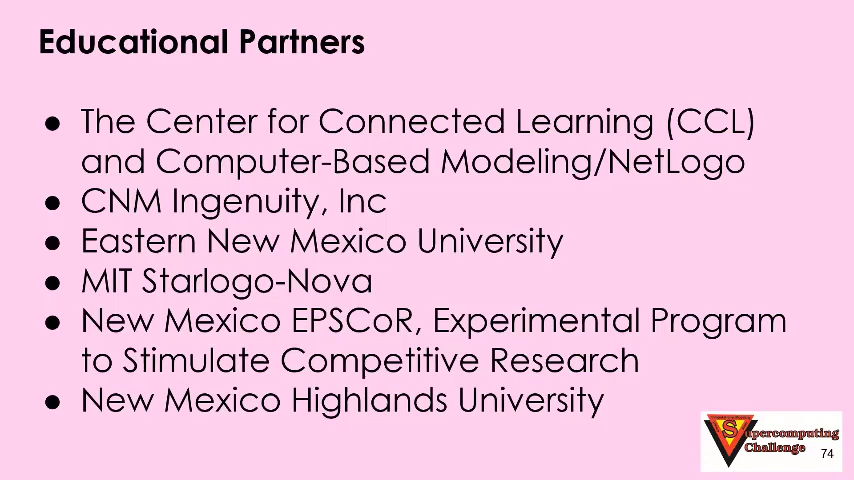 Educational Partners
● The Center for Connected Learning (CCL)
and Computer-Based Modeling/NetLogo
● CNM Ingenuity, Inc
● Eastern New Mexico University
● MIT Starlogo-Nova
● New Mexico EPSCoR, Experimental Program
to Stimulate Competitive Research
● New Mexico Highlands University
Supercomputing
Challenge
74